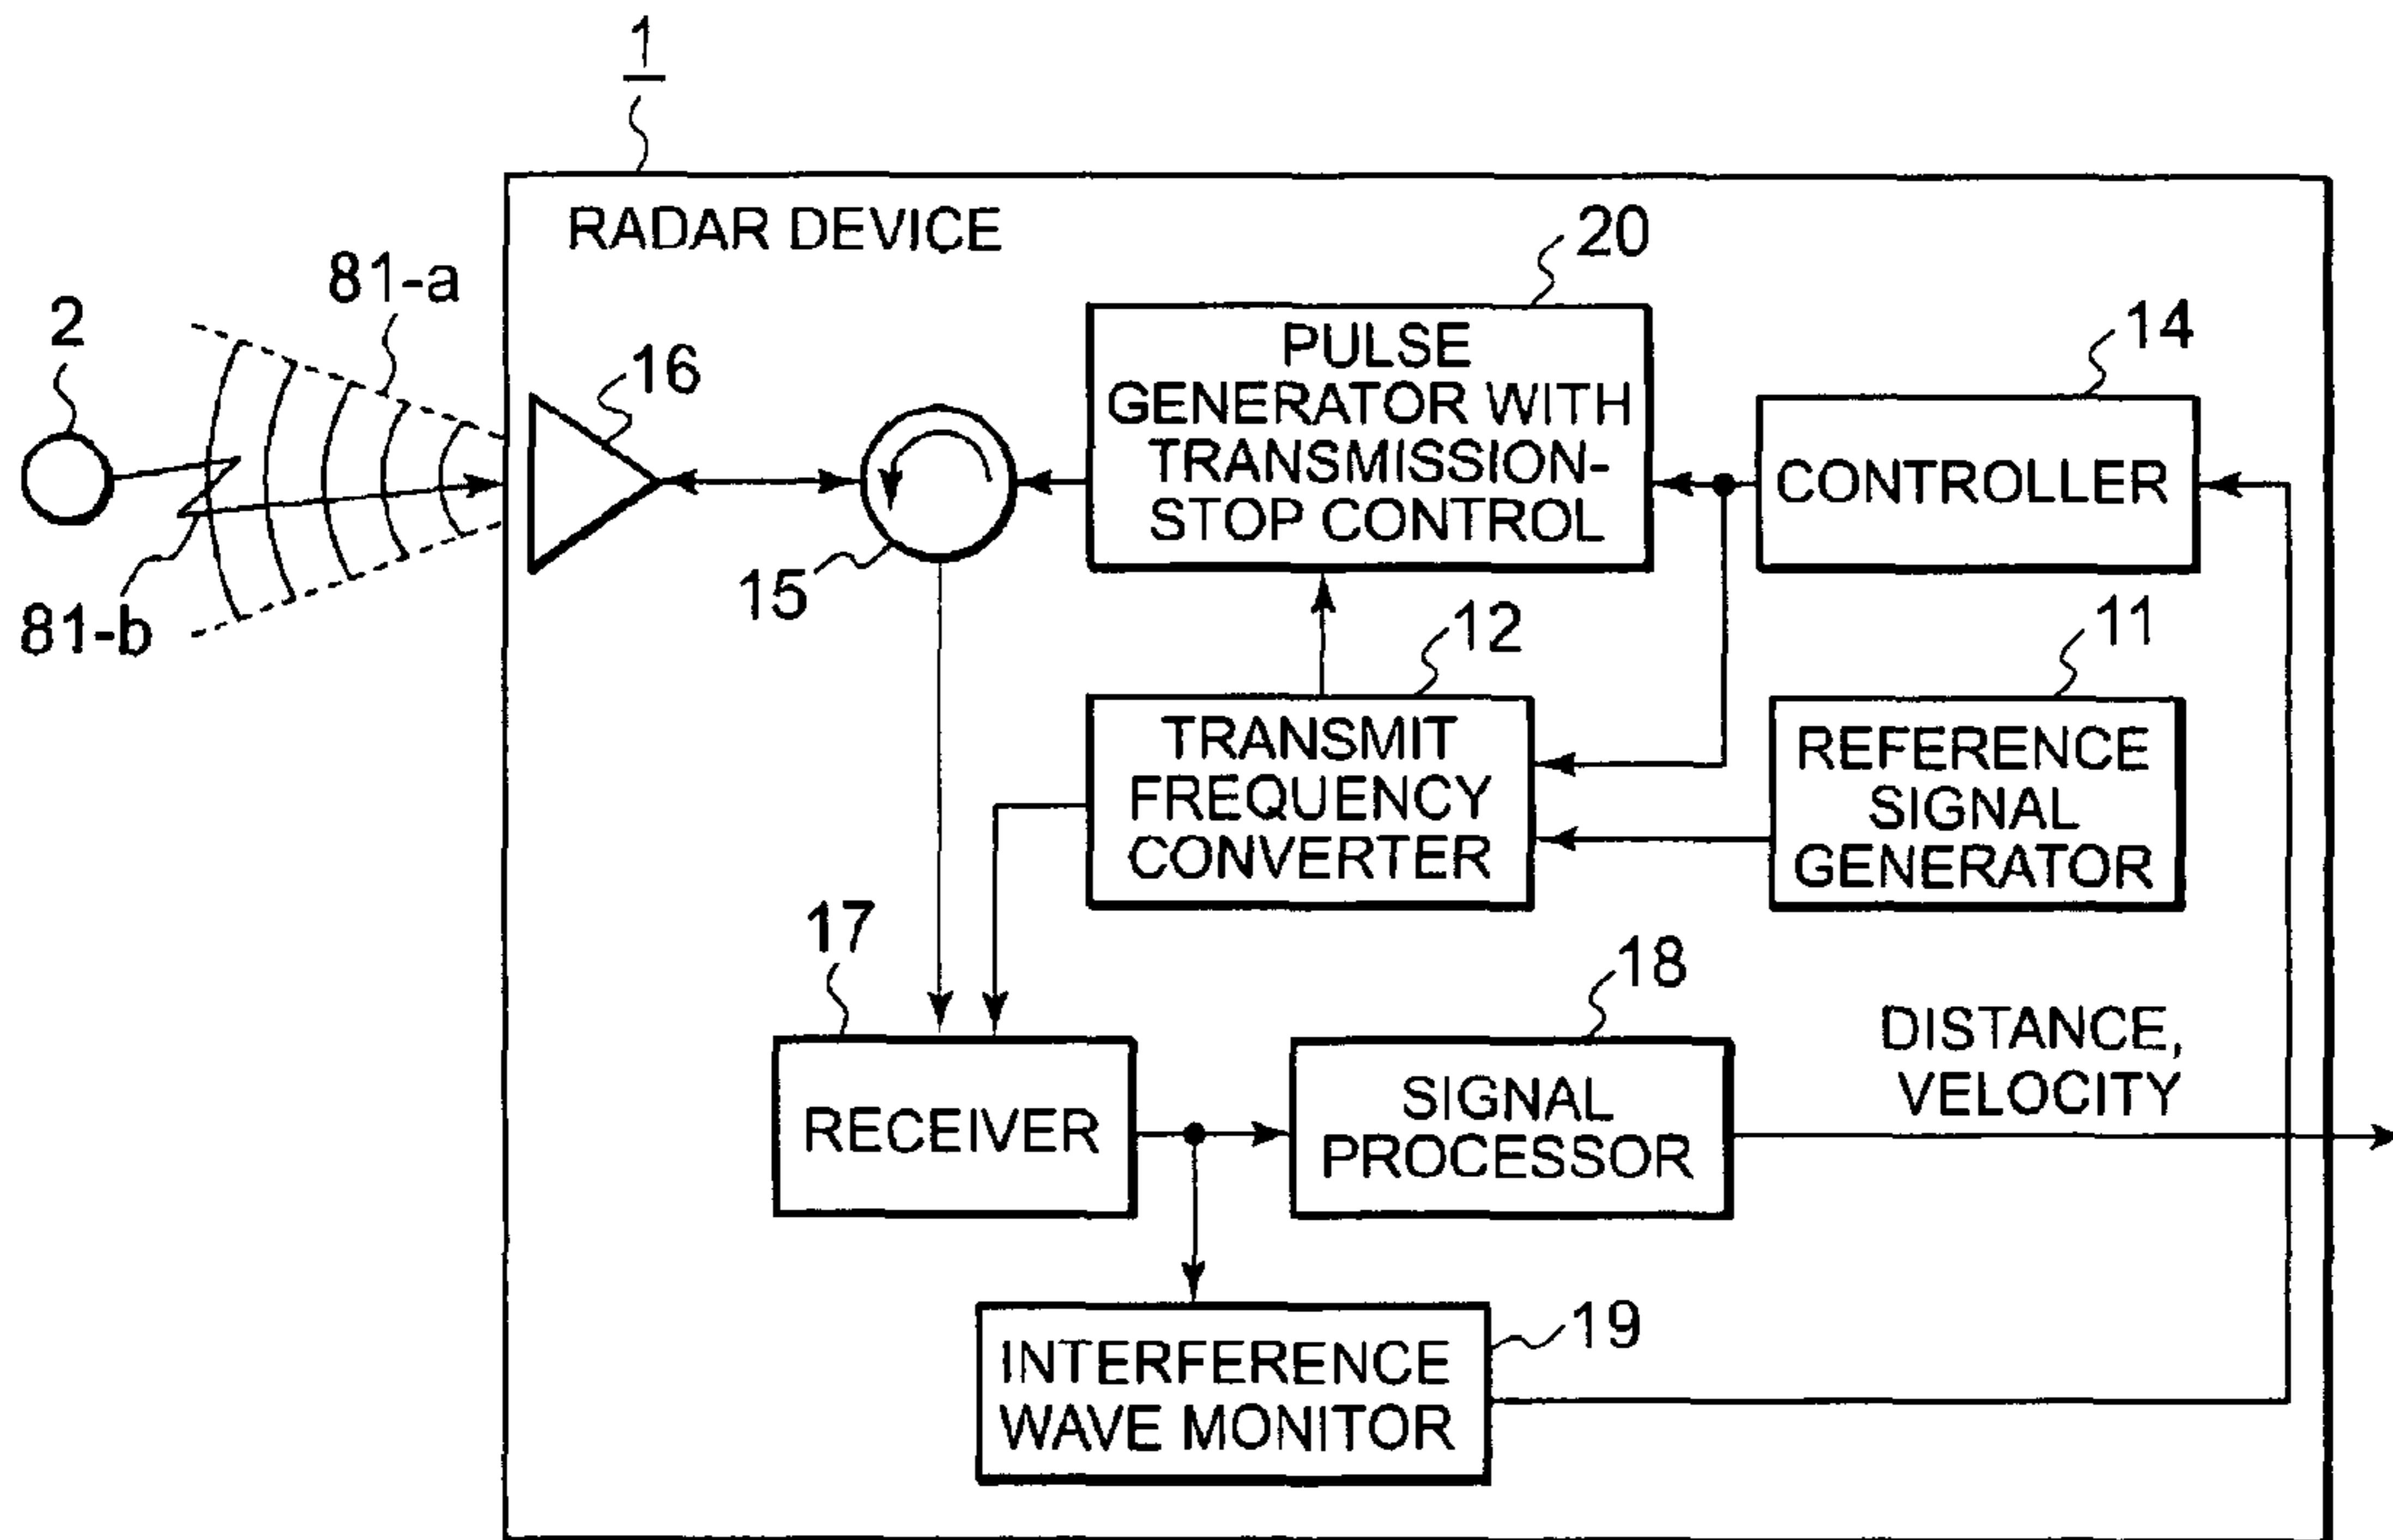 1
RADAR DEVICE
20
81-a
2
16
14
PULSE
GENERATOR WITH
TRANSMISSION-
STOP CONTROL
CONTROLLER
15
81-b
12
11
TRANSMIT
FREQUENCY
CONVERTER
REFERENCE
SIGNAL
GENERATOR
17
18
DISTANCE,
VELOCITY
RECEIVER
SIGNAL
PROCESSOR
19
INTERFERENCE
WAVE MONITOR